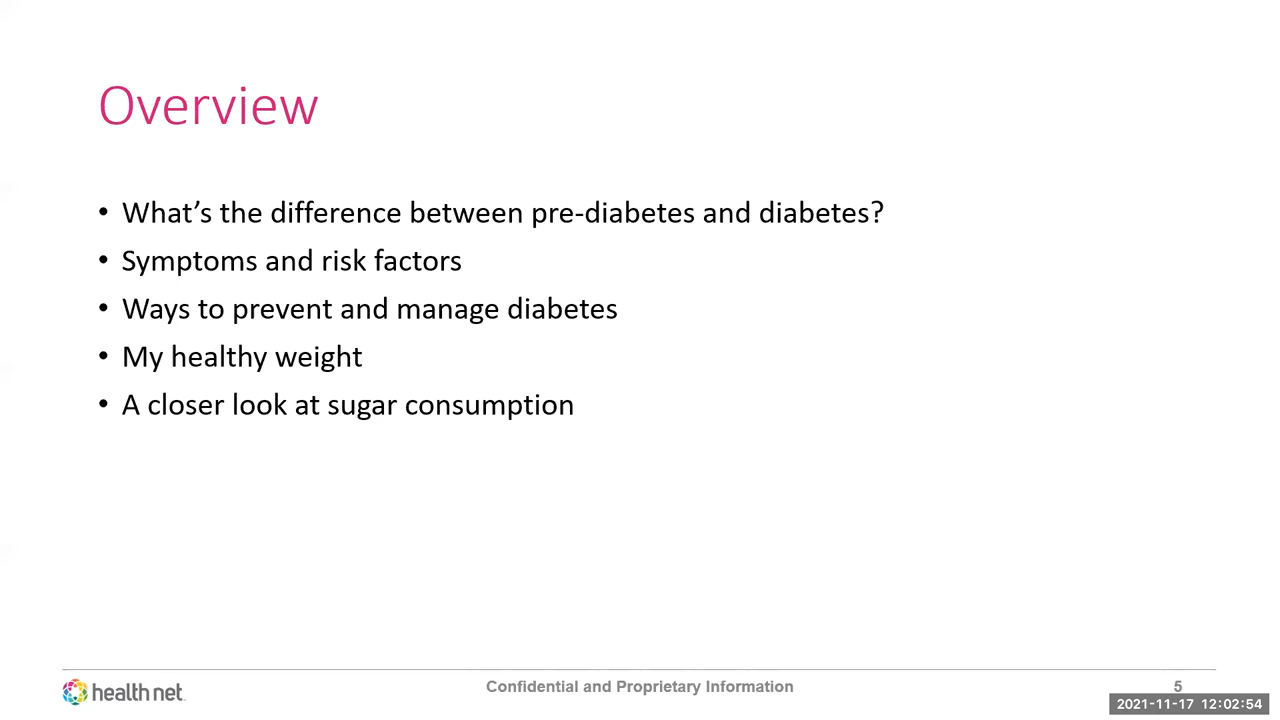 Overview
• What’s the difference between pre-diabetes and diabetes?
• Symptoms and risk factors
• Ways to prevent and manage diabetes
• My healthy weight
• A closer look at sugar consumption
health net
Confidential and Proprietary Information
5
2021-11-17 12:02:54